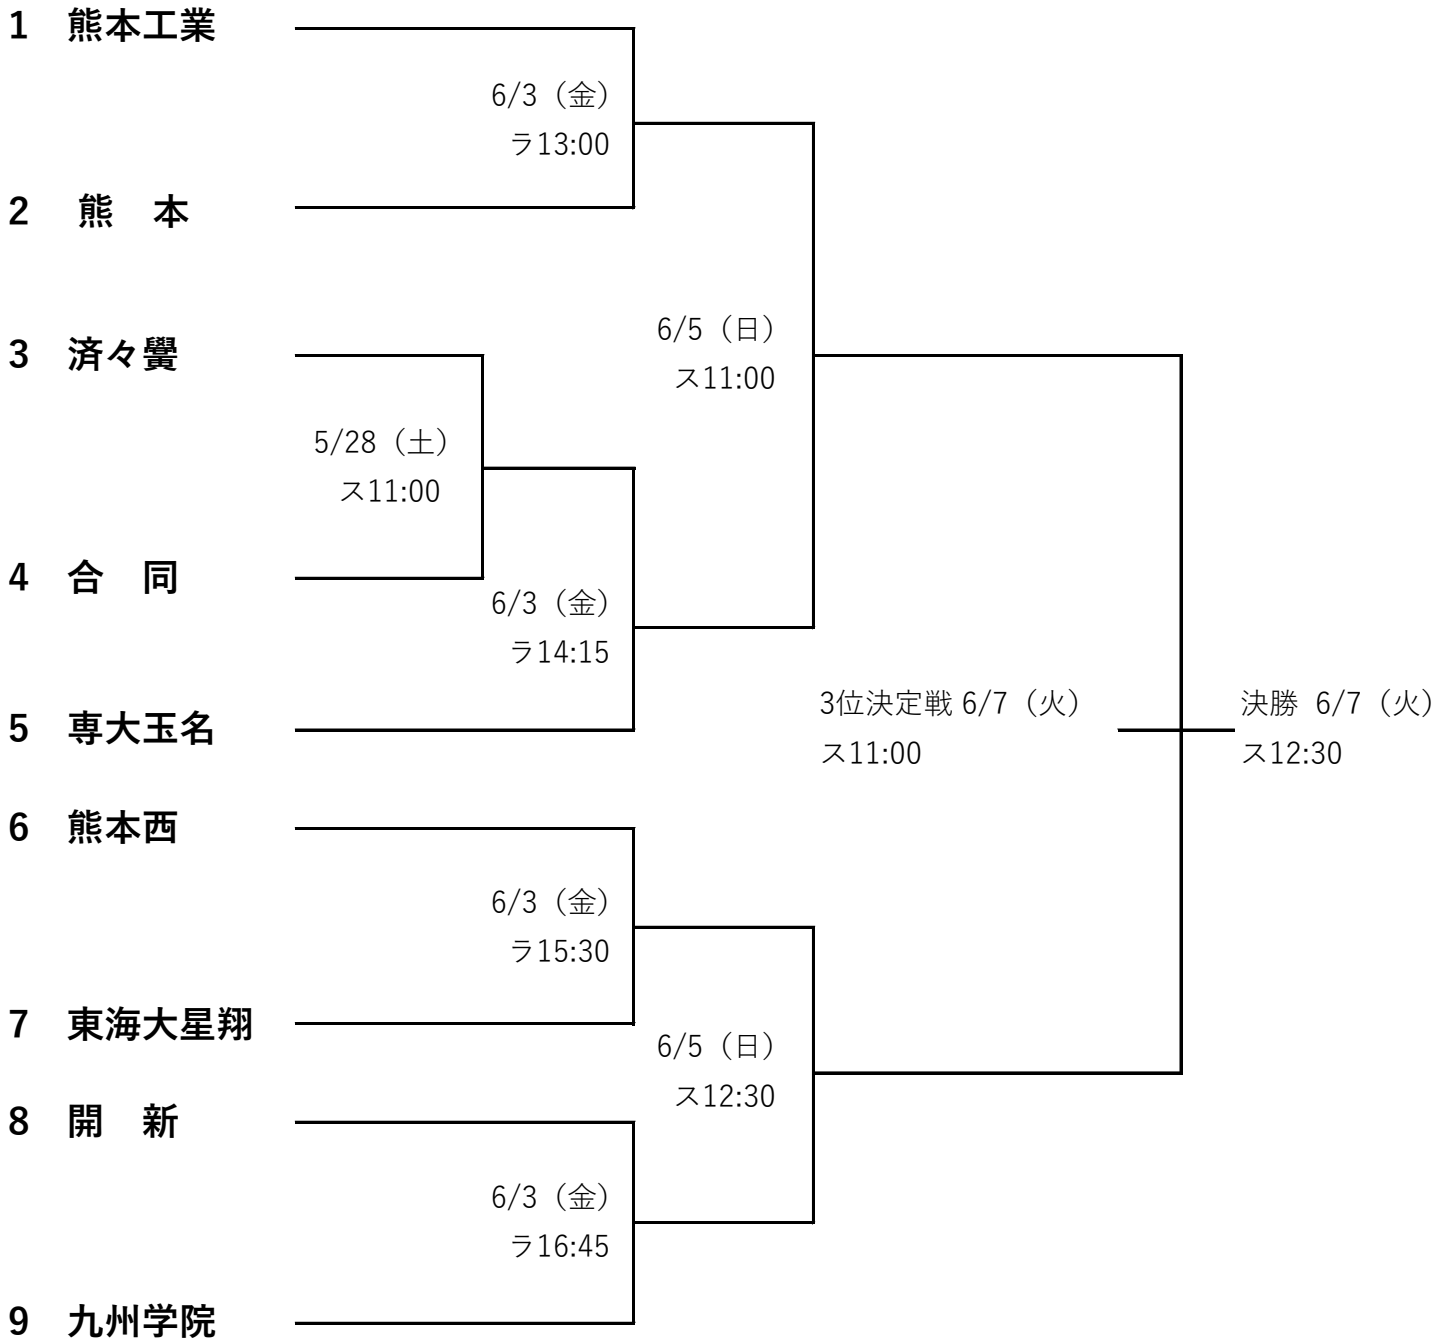 1 熊本工業
6/3（金）
ラ13:00
2 熊 本
3 済々黌
6/5（日）
ス11:00
5/28（土）
ス11:00
4 合 同
6/3（金）
ラ14:15
5 専大玉名
3位決定戦 6/7（火）
ス11:00
決勝 6/7（火）
ス12:30
6 熊本西
6/3（金）
ラ15:30
7 東海大星翔
6/5（日）
ス12:30
8 開 新
6/3（金）
ラ16:45
9 九州学院